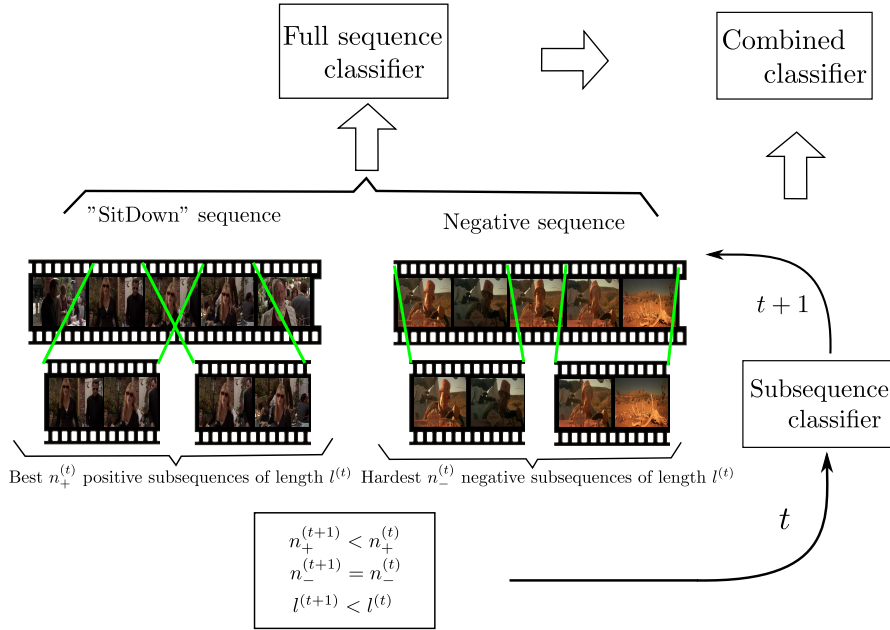 Full sequence
classifier
Combined
classifier
"SitDown" sequence
Negative sequence
t + 1
Subsequence
classifier
Best n_+^{(t)} positive subsequences of length l^{(t)}
Hardest n_-^{(t)} negative subsequences of length l^{(t)}
t
n_+^{(t+1)} < n_+^{(t)}
n_-^{(t+1)} = n_-^{(t)}
l^{(t+1)} < l^{(t)}